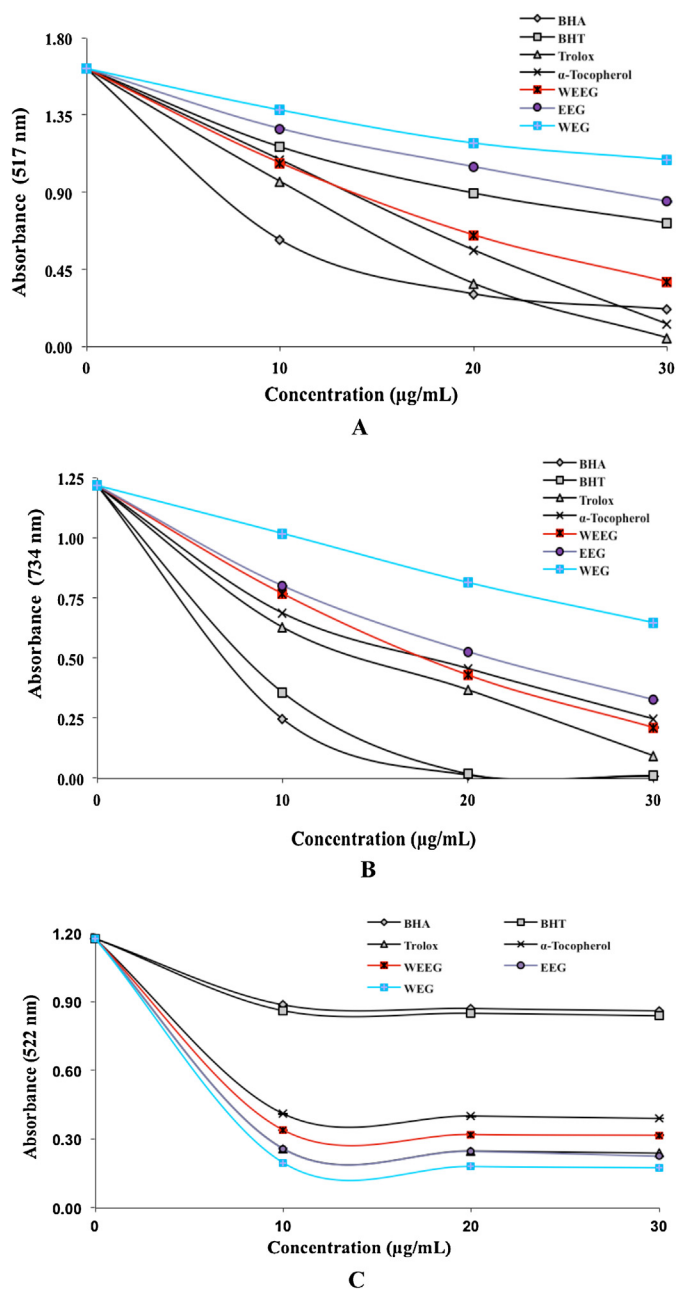 BHA
BHT
Trolox
α-Tocopherol
WEEG
EEG
WEG
1.80
1.35
0.90
0.45
0.00
Absorbance (517 nm)
0
10
20
30
Concentration (µg/mL)
A
BHA
BHT
Trolox
α-Tocopherol
WEEG
EEG
WEG
1.25
1.00
0.75
0.50
0.25
0.00
Absorbance (734 nm)
0
10
20
30
Concentration (µg/mL)
B
BHA
BHT
Trolox
α-Tocopherol
WEEG
EEG
WEG
1.20
0.90
0.60
0.30
0.00
Absorbance (522 nm)
0
10
20
30
Concentration (µg/mL)
C